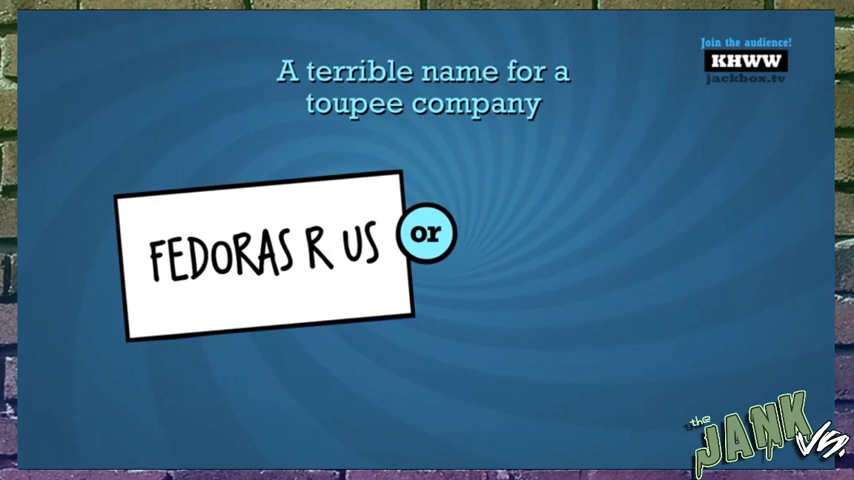 A terrible name for a
toupee company
Join the audience!
KHWW
jackbox.tv
FEDORAS R US
or
the
JANK
VS.